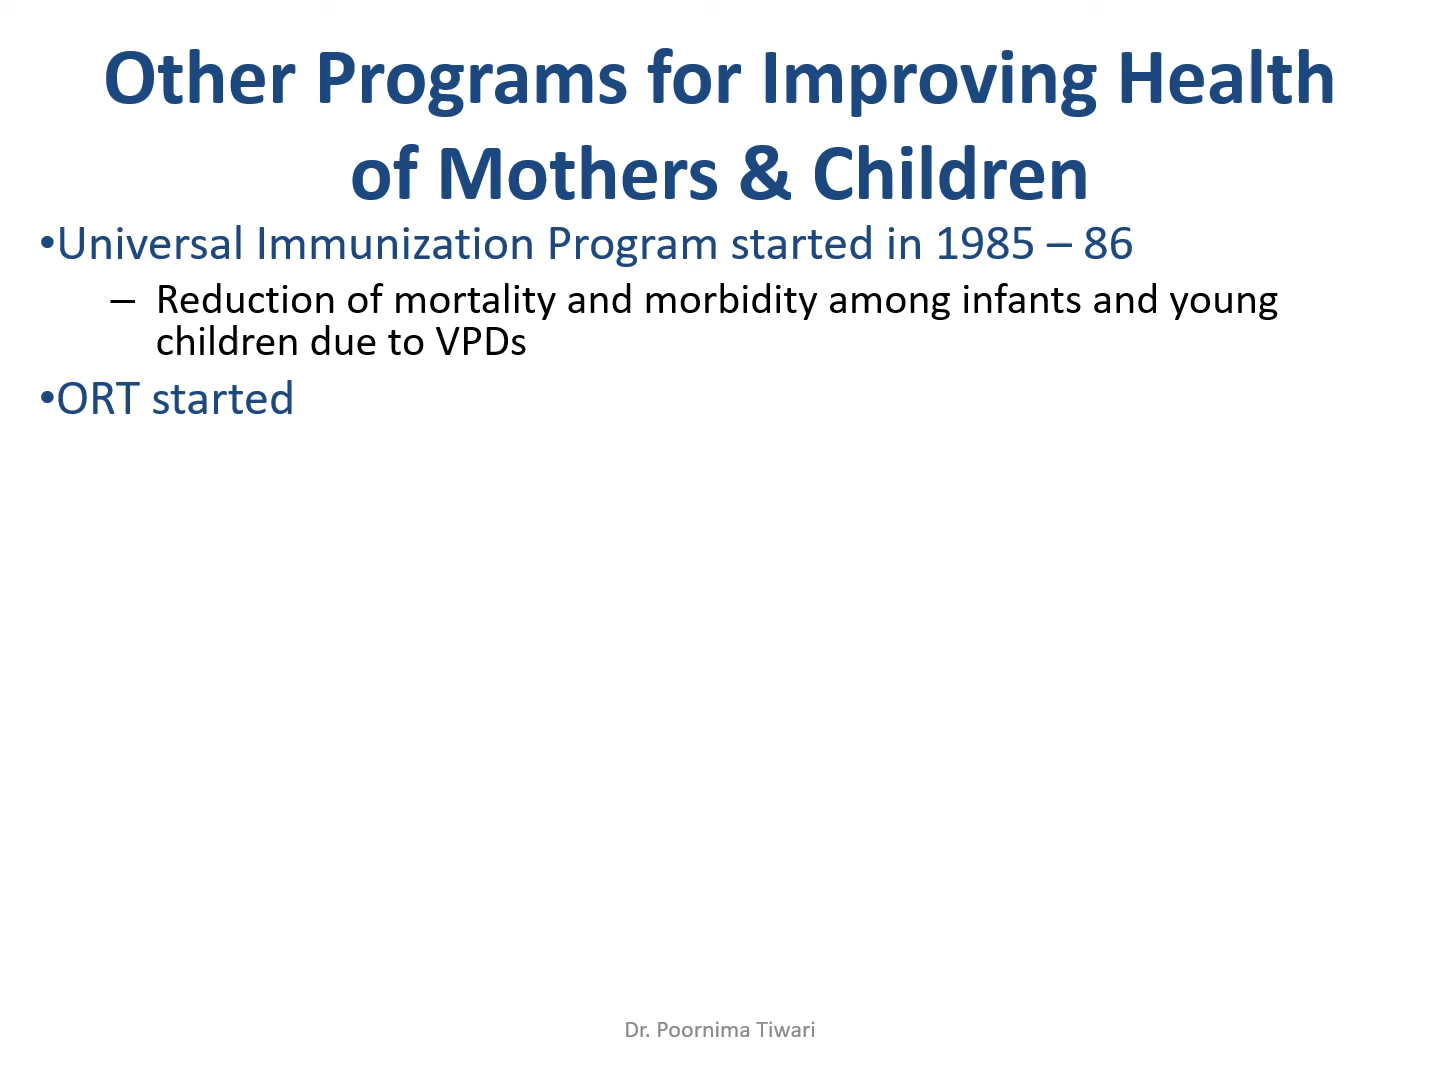 Other Programs for Improving Health
of Mothers & Children
•Universal Immunization Program started in 1985 – 86
– Reduction of mortality and morbidity among infants and young
children due to VPDs
•ORT started
Dr. Poornima Tiwari